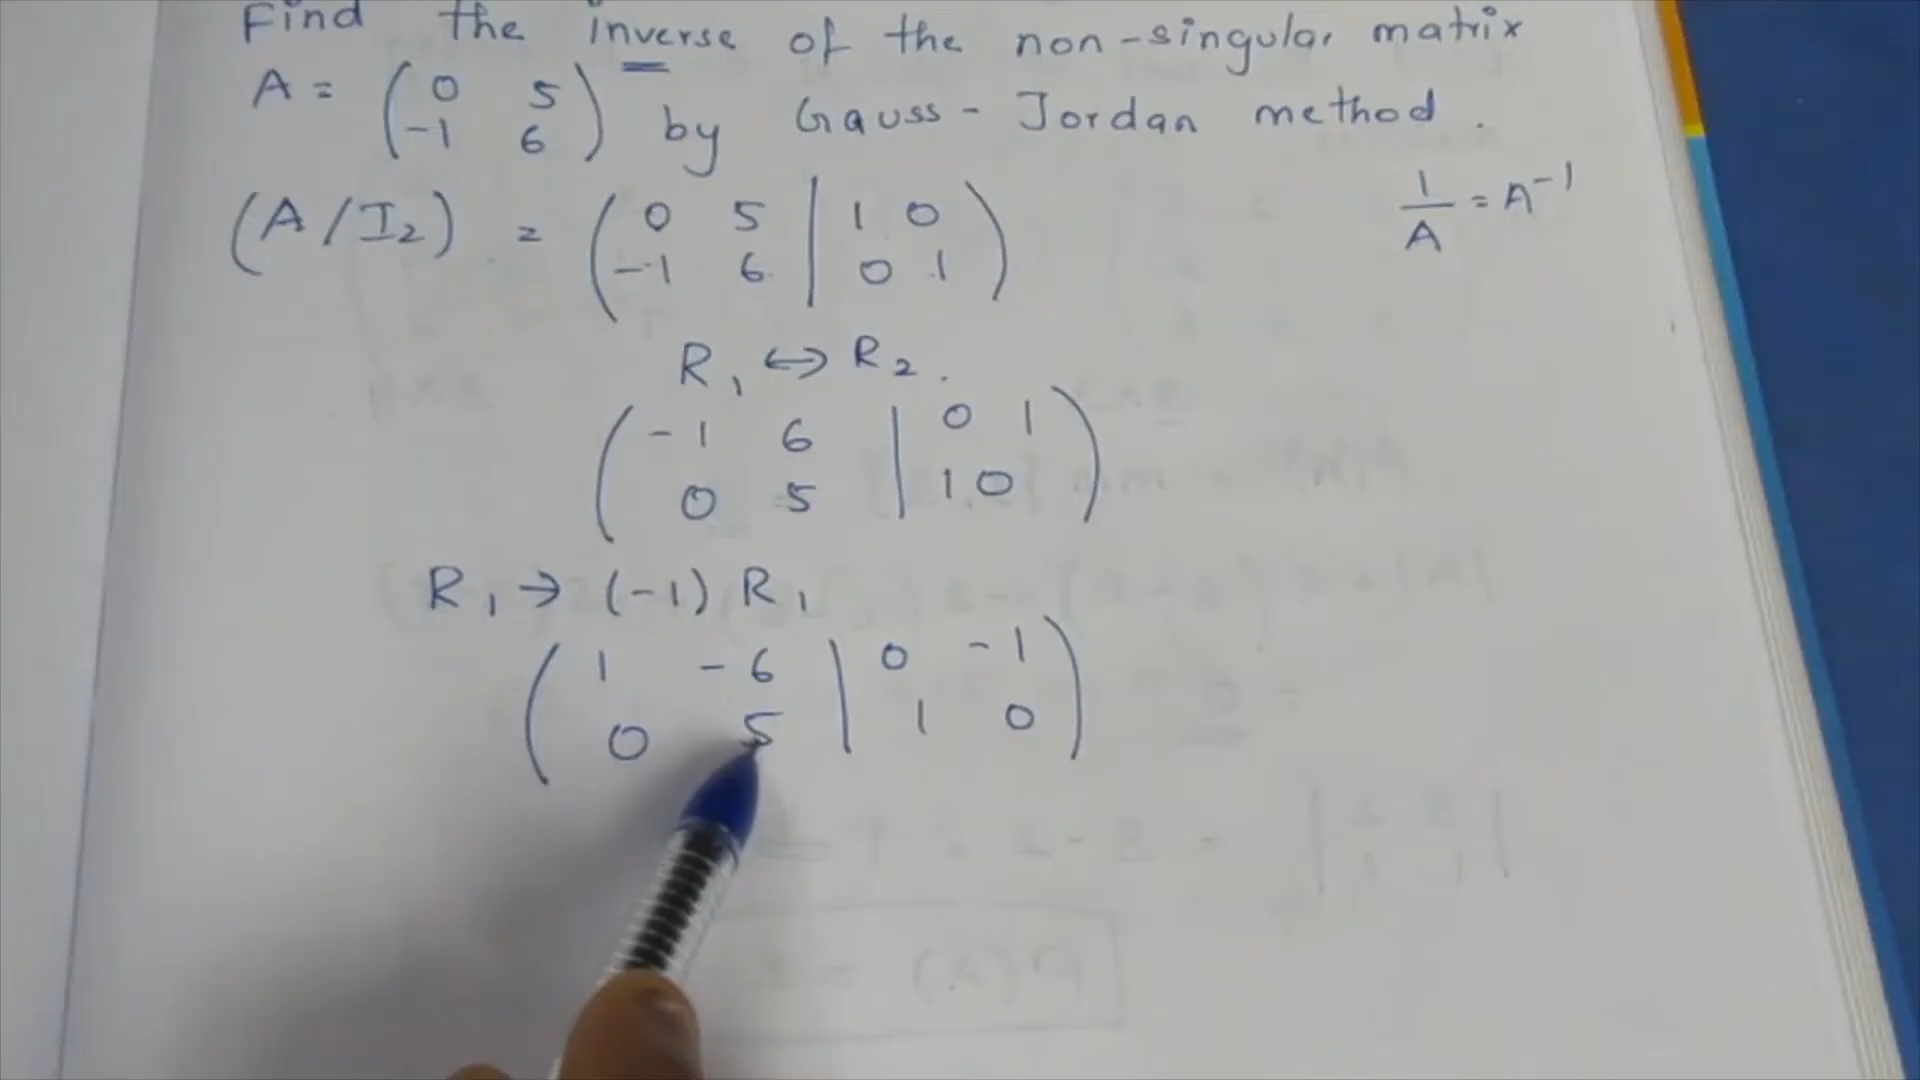 Find the inverse of the non-singular matrix
A = ( 0 5
-1 6 ) by Gauss - Jordan method.
(A/I₂) = ( 0 5 | 1 0
-1 6 | 0 1 )
1/A = A⁻¹
R₁ ↔ R₂.
( -1 6 | 0 1
0 5 | 1 0 )
R₁ → (-1) R₁
( 1 -6 | 0 -1
0 5 | 1 0 )